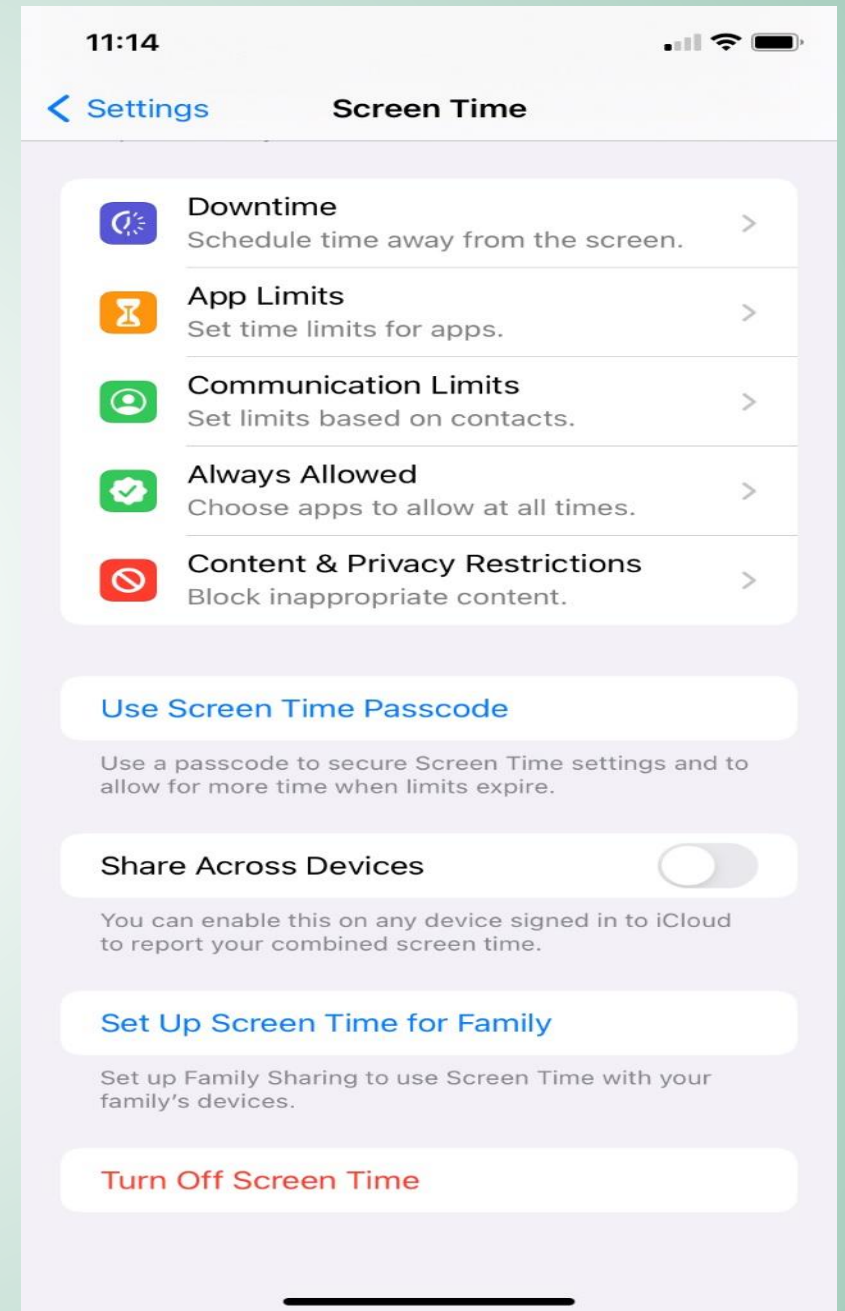 11:14
Settings
Screen Time
Downtime
Schedule time away from the screen.
App Limits
Set time limits for apps.
Communication Limits
Set limits based on contacts.
Always Allowed
Choose apps to allow at all times.
Content & Privacy Restrictions
Block inappropriate content.
Use Screen Time Passcode
Use a passcode to secure Screen Time settings and to
allow for more time when limits expire.
Share Across Devices
You can enable this on any device signed in to iCloud
to report your combined screen time.
Set Up Screen Time for Family
Set up Family Sharing to use Screen Time with your
family's devices.
Turn Off Screen Time